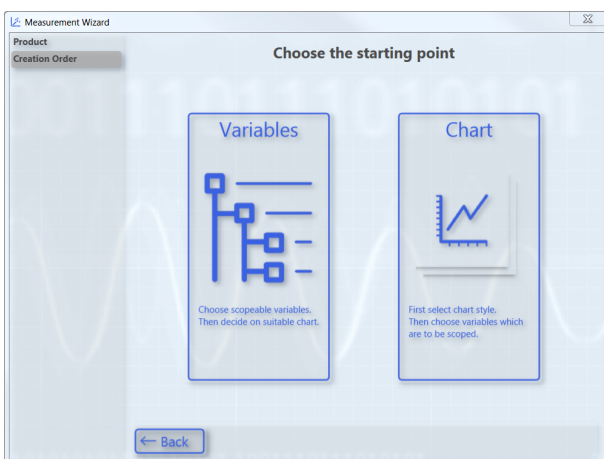 Measurement Wizard
Product
Creation Order
Choose the starting point
Variables
Choose scopeable variables.
Then decide on suitable chart.
Chart
First select chart style.
Then choose variables which
are to be scoped.
← Back